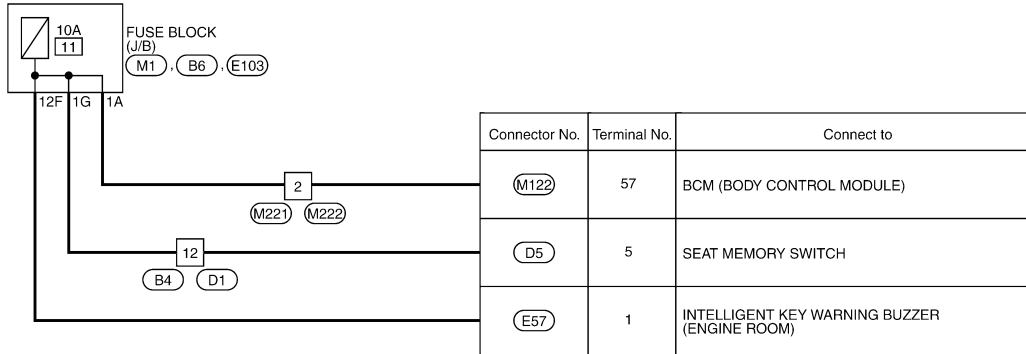 10A
11
FUSE BLOCK
(J/B)
M1 , B6 , E103
12F 1G 1A
Connector No. Terminal No. Connect to
2
M221 M222
M122 57 BCM (BODY CONTROL MODULE)
12
B4 D1
D5 5 SEAT MEMORY SWITCH
E57 1 INTELLIGENT KEY WARNING BUZZER
(ENGINE ROOM)